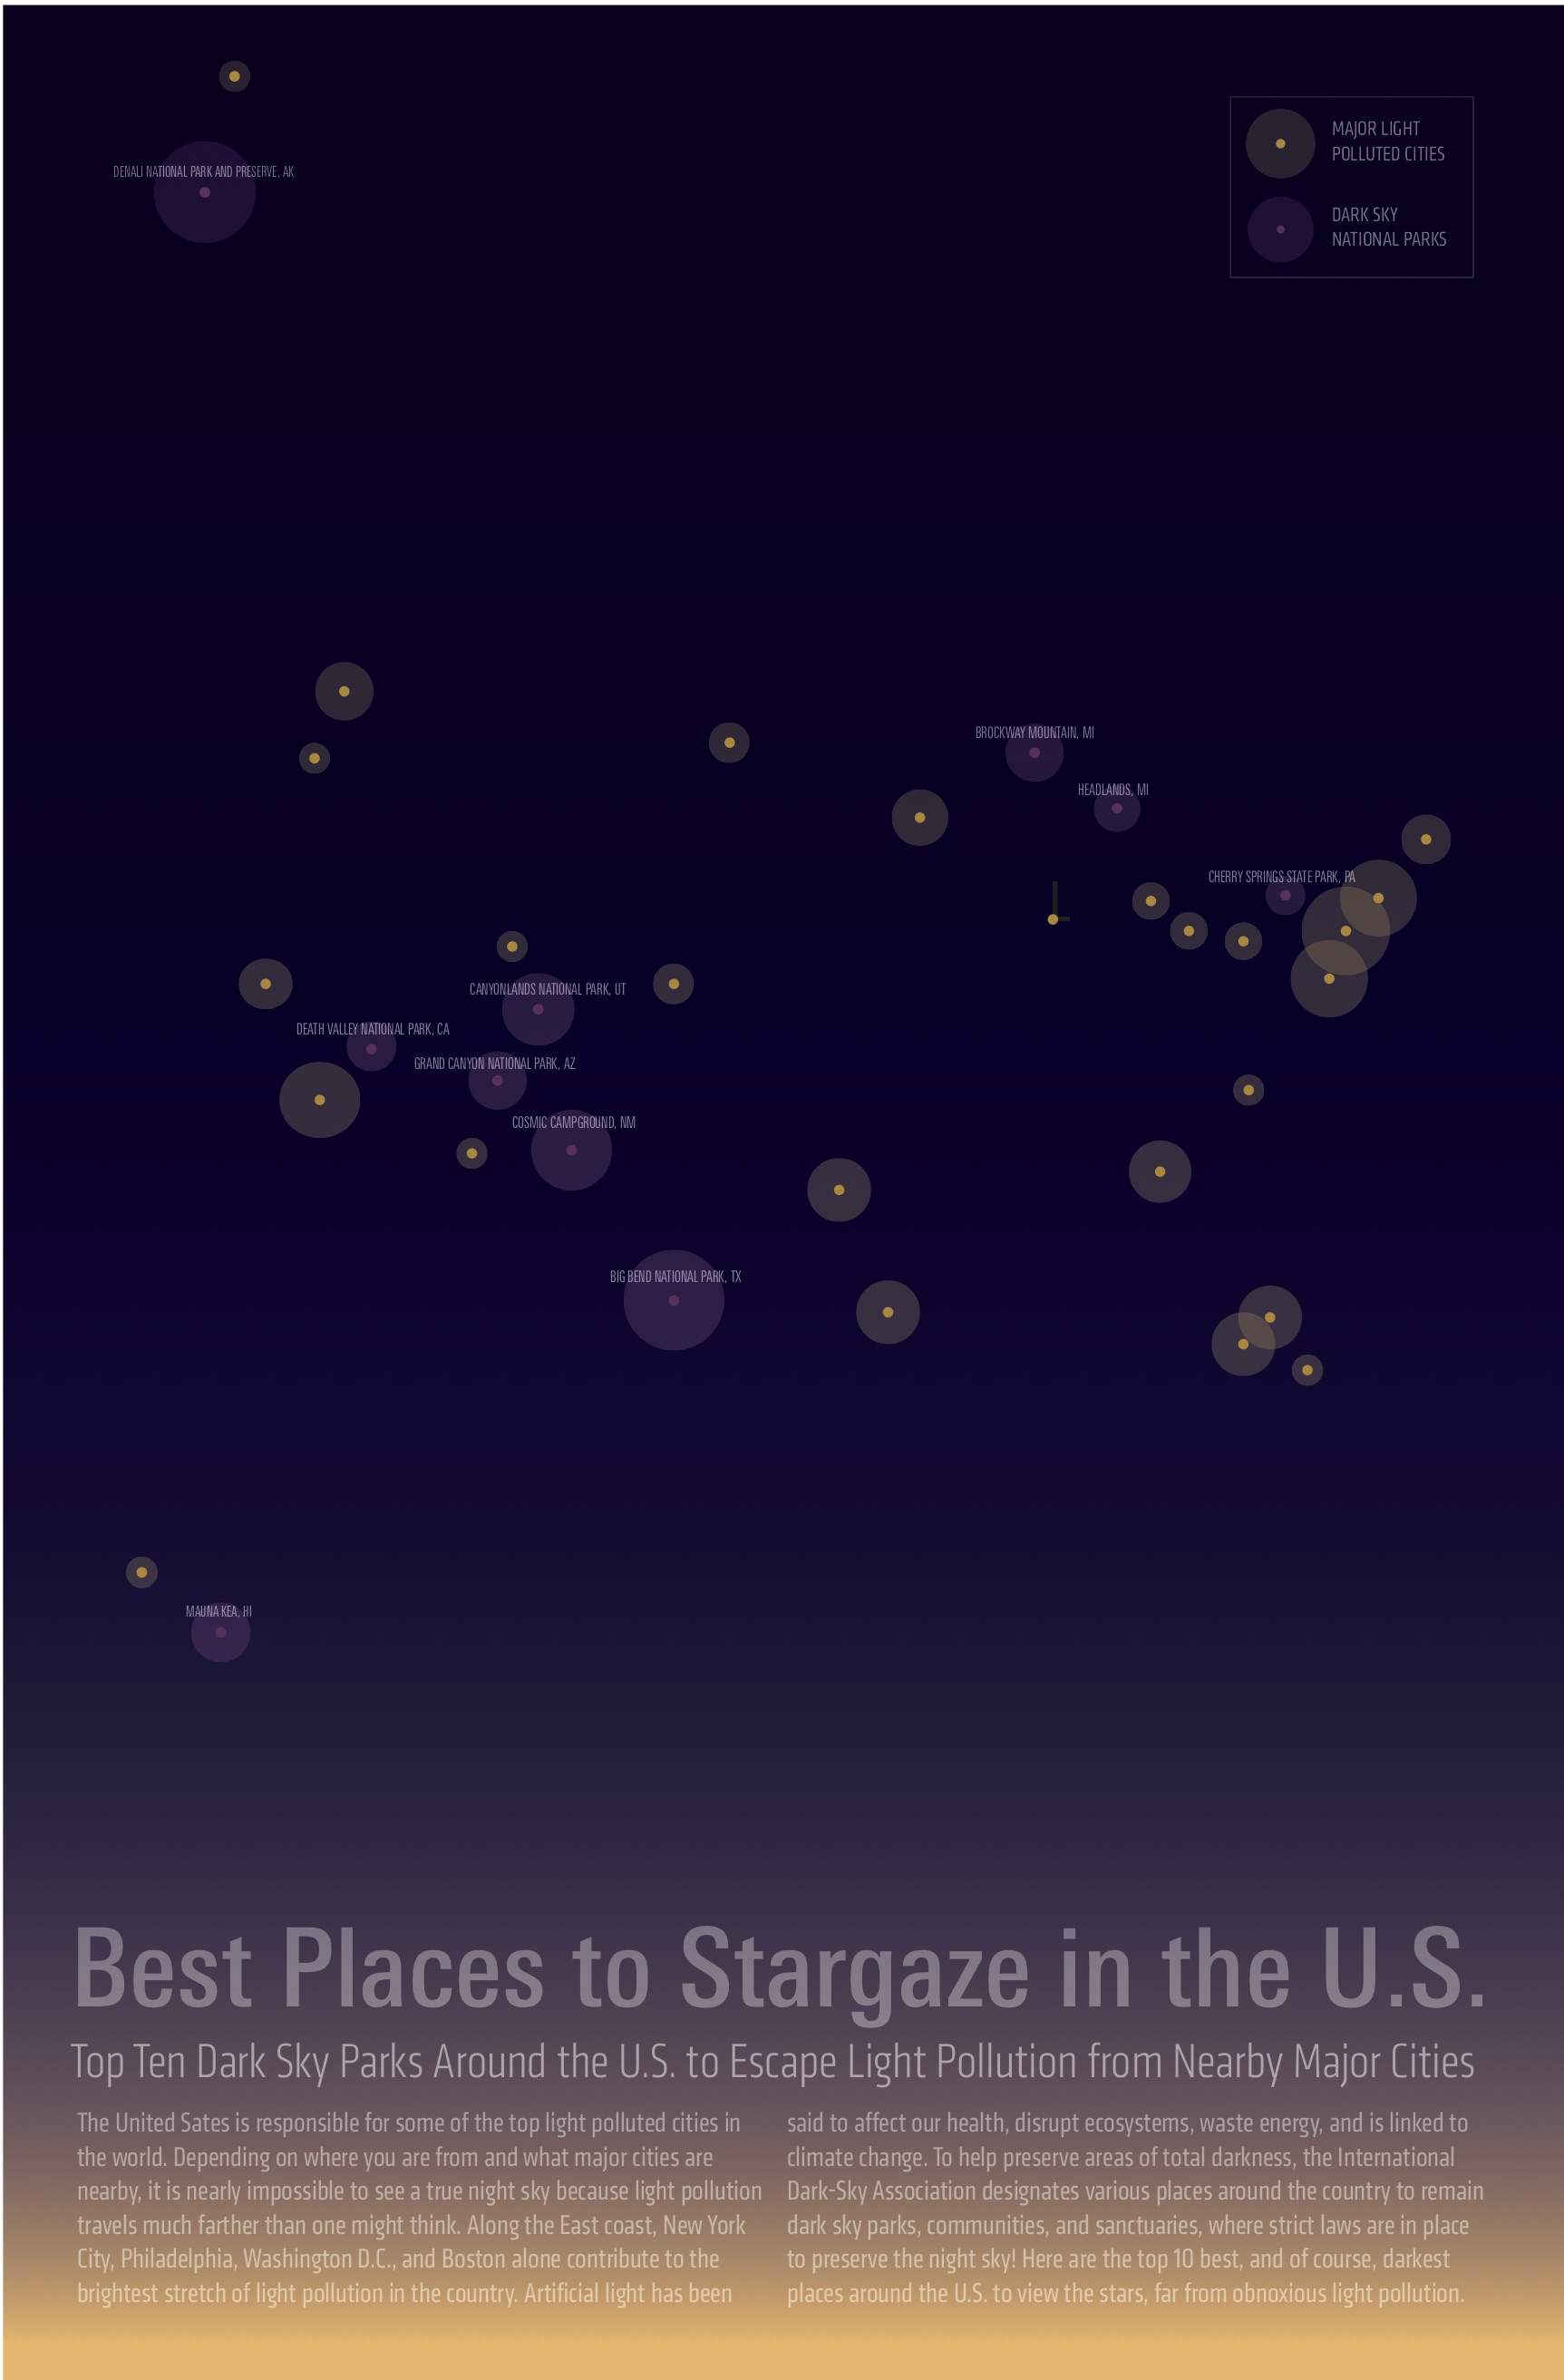 DENALI NATIONAL PARK AND PRESERVE, AK
MAJOR LIGHT
POLLUTED CITIES
DARK SKY
NATIONAL PARKS
BROCKWAY MOUNTAIN, MI
HEADLANDS, MI
CHERRY SPRINGS STATE PARK, PA
CANYONLANDS NATIONAL PARK, UT
DEATH VALLEY NATIONAL PARK, CA
GRAND CANYON NATIONAL PARK, AZ
COSMIC CAMPGROUND, NM
BIG BEND NATIONAL PARK, TX
MAUNA KEA, HI
Best Places to Stargaze in the U.S.
Top Ten Dark Sky Parks Around the U.S. to Escape Light Pollution from Nearby Major Cities
The United Sates is responsible for some of the top light polluted cities in
the world. Depending on where you are from and what major cities are
nearby, it is nearly impossible to see a true night sky because light pollution
travels much farther than one might think. Along the East coast, New York
City, Philadelphia, Washington D.C., and Boston alone contribute to the
brightest stretch of light pollution in the country. Artificial light has been
said to affect our health, disrupt ecosystems, waste energy, and is linked to
climate change. To help preserve areas of total darkness, the International
Dark-Sky Association designates various places around the country to remain
dark sky parks, communities, and sanctuaries, where strict laws are in place
to preserve the night sky! Here are the top 10 best, and of course, darkest
places around the U.S. to view the stars, far from obnoxious light pollution.